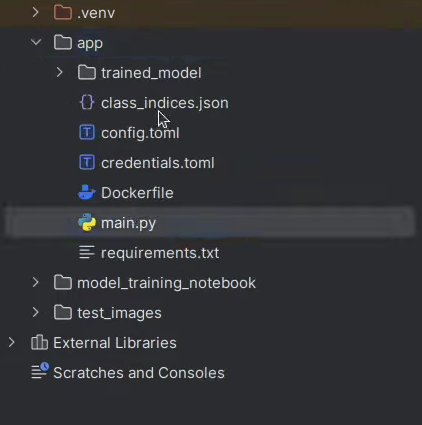 .venv
app
trained_model
class_indices.json
config.toml
credentials.toml
Dockerfile
main.py
requirements.txt
model_training_notebook
test_images
External Libraries
Scratches and Consoles